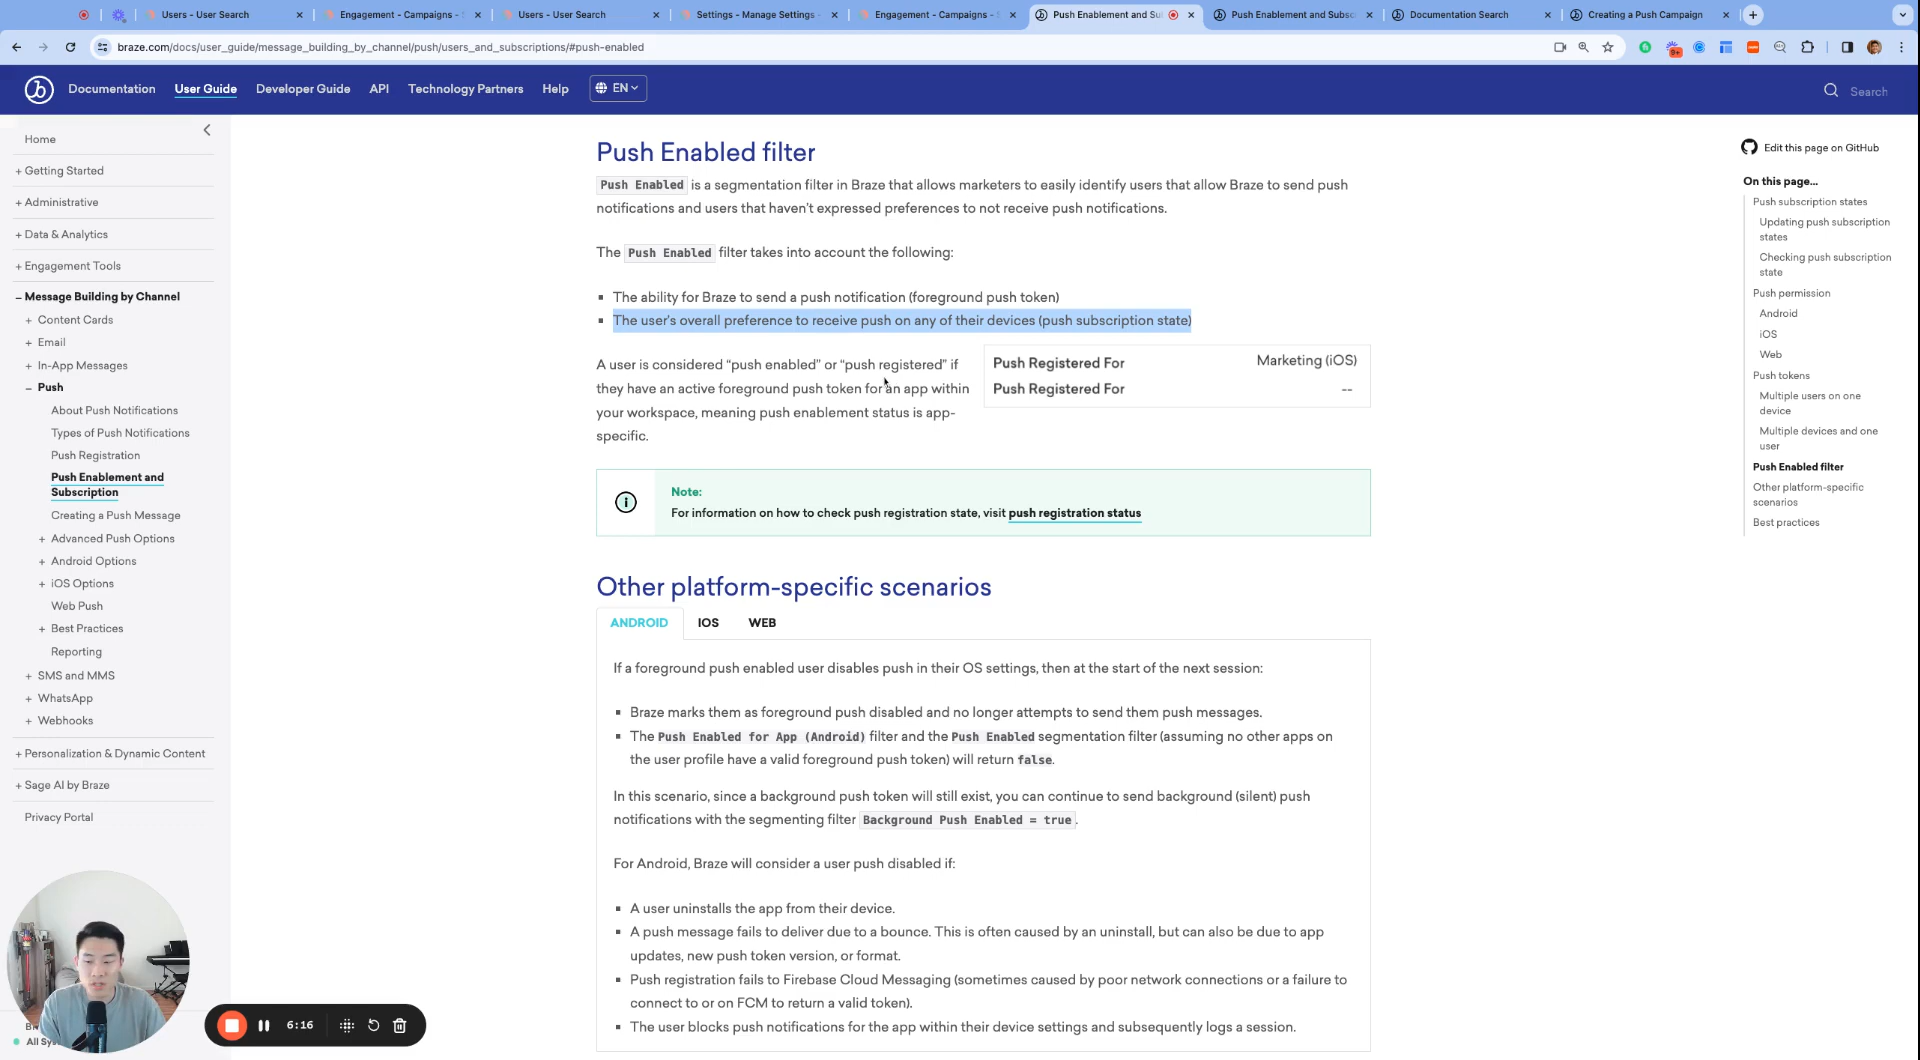 Users - User Search
Engagement - Campaigns -
Users - User Search
Settings - Manage Settings -
Engagement - Campaigns -
Push Enablement and Su
Push Enablement and Subsc
Documentation Search
Creating a Push Campaign
braze.com/docs/user_guide/message_building_by_channel/push/users_and_subscriptions/#push-enabled
9+
b
Documentation
User Guide
Developer Guide
API
Technology Partners
Help
EN
Search
Home
+ Getting Started
+ Administrative
+ Data & Analytics
+ Engagement Tools
– Message Building by Channel
+ Content Cards
+ Email
+ In-App Messages
– Push
About Push Notifications
Types of Push Notifications
Push Registration
Push Enablement and
Subscription
Creating a Push Message
+ Advanced Push Options
+ Android Options
+ iOS Options
Web Push
+ Best Practices
Reporting
+ SMS and MMS
+ WhatsApp
+ Webhooks
+ Personalization & Dynamic Content
+ Sage AI by Braze
Privacy Portal
All Sys
6:16
Push Enabled filter
Push Enabled is a segmentation filter in Braze that allows marketers to easily identify users that allow Braze to send push
notifications and users that haven't expressed preferences to not receive push notifications.
The Push Enabled filter takes into account the following:
▪ The ability for Braze to send a push notification (foreground push token)
▪ The user's overall preference to receive push on any of their devices (push subscription state)
A user is considered “push enabled” or “push registered” if
they have an active foreground push token for an app within
your workspace, meaning push enablement status is app-
specific.
Push Registered For Marketing (iOS)
Push Registered For --
Note:
For information on how to check push registration state, visit push registration status
Other platform-specific scenarios
ANDROID IOS WEB
If a foreground push enabled user disables push in their OS settings, then at the start of the next session:
▪ Braze marks them as foreground push disabled and no longer attempts to send them push messages.
▪ The Push Enabled for App (Android) filter and the Push Enabled segmentation filter (assuming no other apps on
the user profile have a valid foreground push token) will return false.
In this scenario, since a background push token will still exist, you can continue to send background (silent) push
notifications with the segmenting filter Background Push Enabled = true.
For Android, Braze will consider a user push disabled if:
▪ A user uninstalls the app from their device.
▪ A push message fails to deliver due to a bounce. This is often caused by an uninstall, but can also be due to app
updates, new push token version, or format.
▪ Push registration fails to Firebase Cloud Messaging (sometimes caused by poor network connections or a failure to
connect to or on FCM to return a valid token).
▪ The user blocks push notifications for the app within their device settings and subsequently logs a session.
Edit this page on GitHub
On this page...
Push subscription states
Updating push subscription
states
Checking push subscription
state
Push permission
Android
iOS
Web
Push tokens
Multiple users on one
device
Multiple devices and one
user
Push Enabled filter
Other platform-specific
scenarios
Best practices